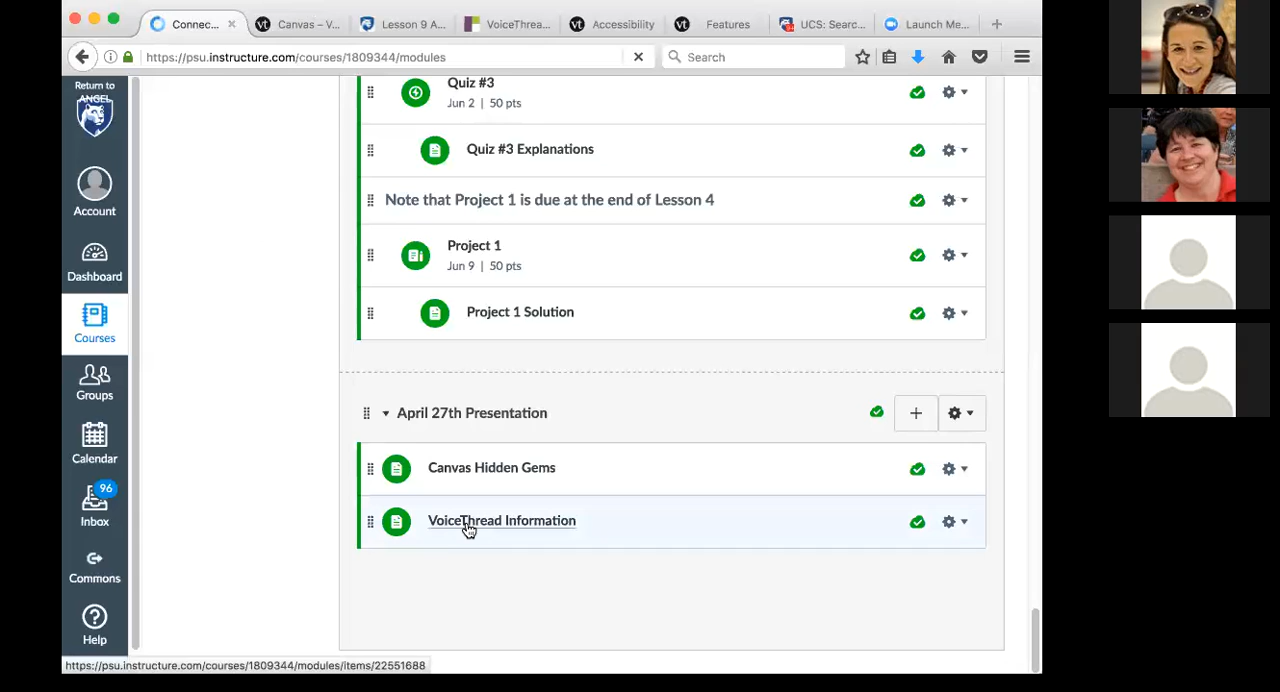 Connec...
Canvas – V...
Lesson 9 A...
VoiceThrea...
Accessibility
Features
UCS: Searc...
Launch Me...
https://psu.instructure.com/courses/1809344/modules
Search
Return to
ANGEL
Account
Dashboard
Courses
Groups
Calendar
96
Inbox
Commons
Help
Quiz #3
Jun 2 | 50 pts
Quiz #3 Explanations
Note that Project 1 is due at the end of Lesson 4
Project 1
Jun 9 | 50 pts
Project 1 Solution
April 27th Presentation
Canvas Hidden Gems
VoiceThread Information
https://psu.instructure.com/courses/1809344/modules/items/22551688